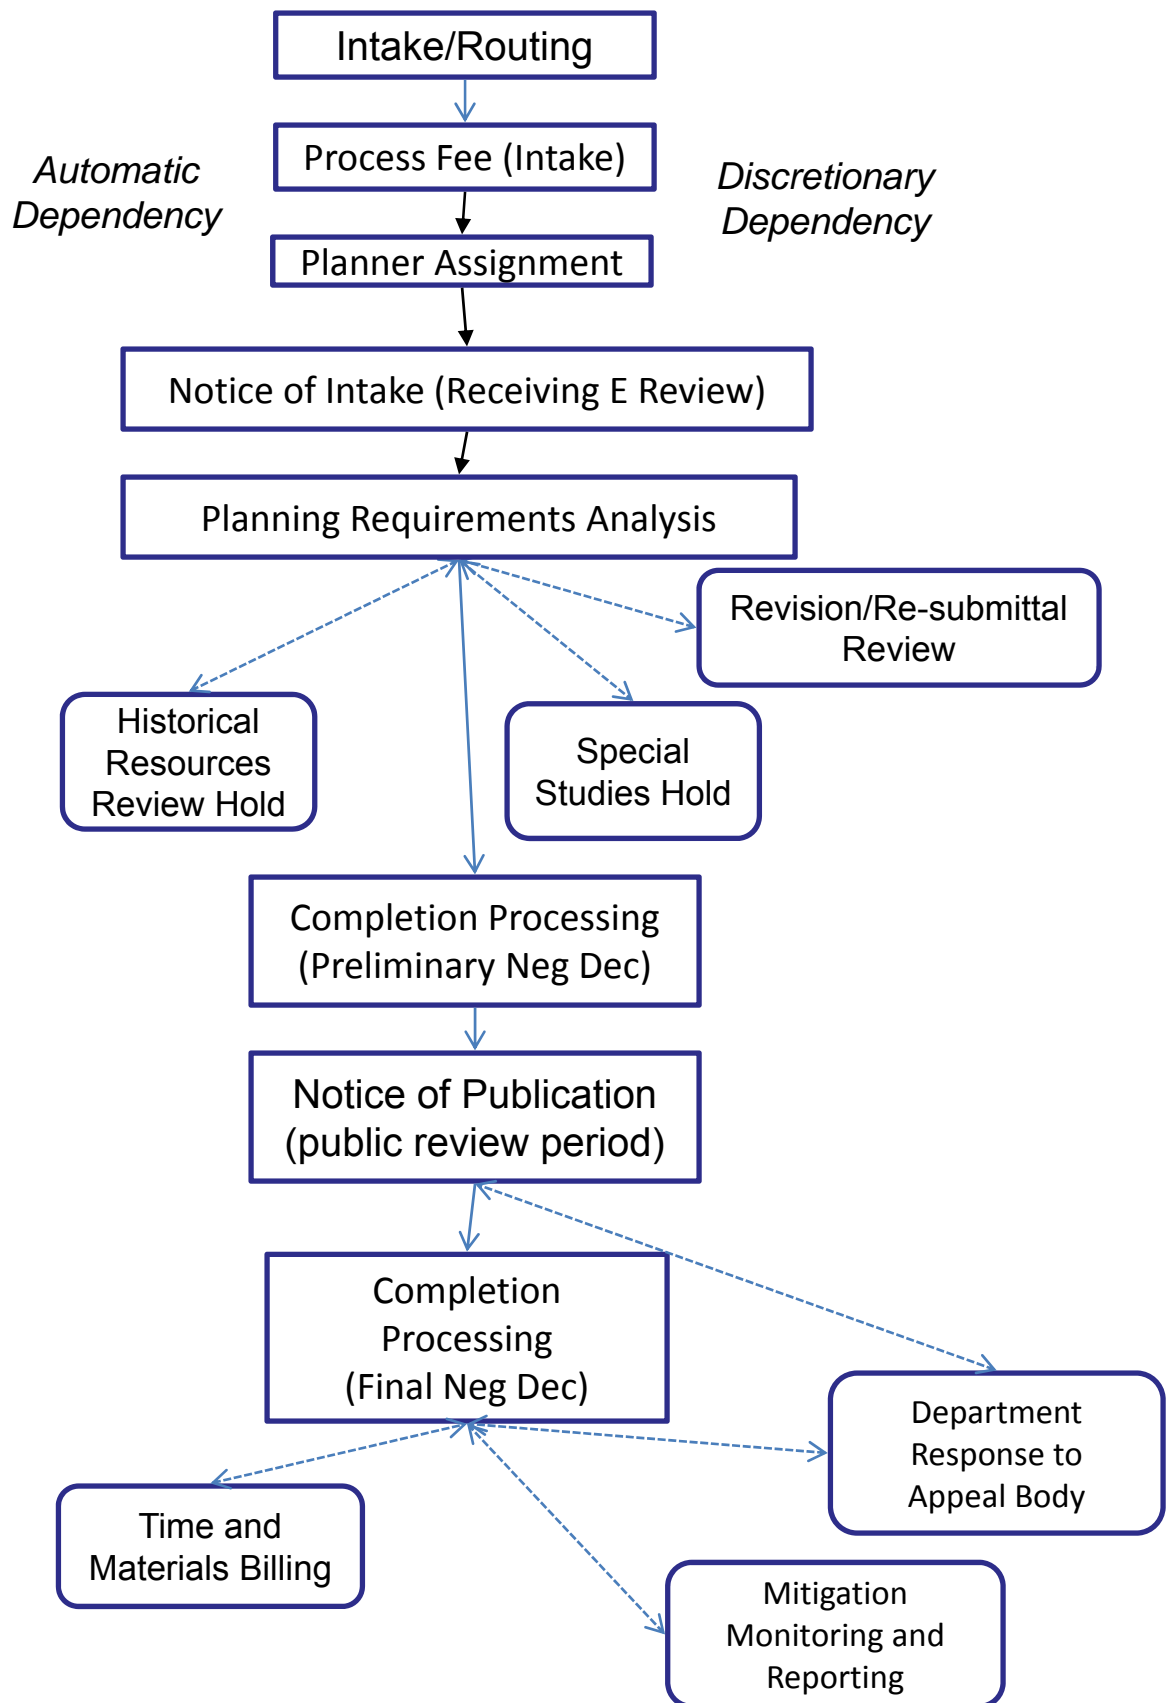 Intake/Routing
Process Fee (Intake)
Automatic
Dependency
Discretionary
Dependency
Planner Assignment
Notice of Intake (Receiving E Review)
Planning Requirements Analysis
Revision/Re-submittal
Review
Historical
Resources
Review Hold
Special
Studies Hold
Completion Processing
(Preliminary Neg Dec)
Notice of Publication
(public review period)
Completion
Processing
(Final Neg Dec)
Department
Response to
Appeal Body
Time and
Materials Billing
Mitigation
Monitoring and
Reporting